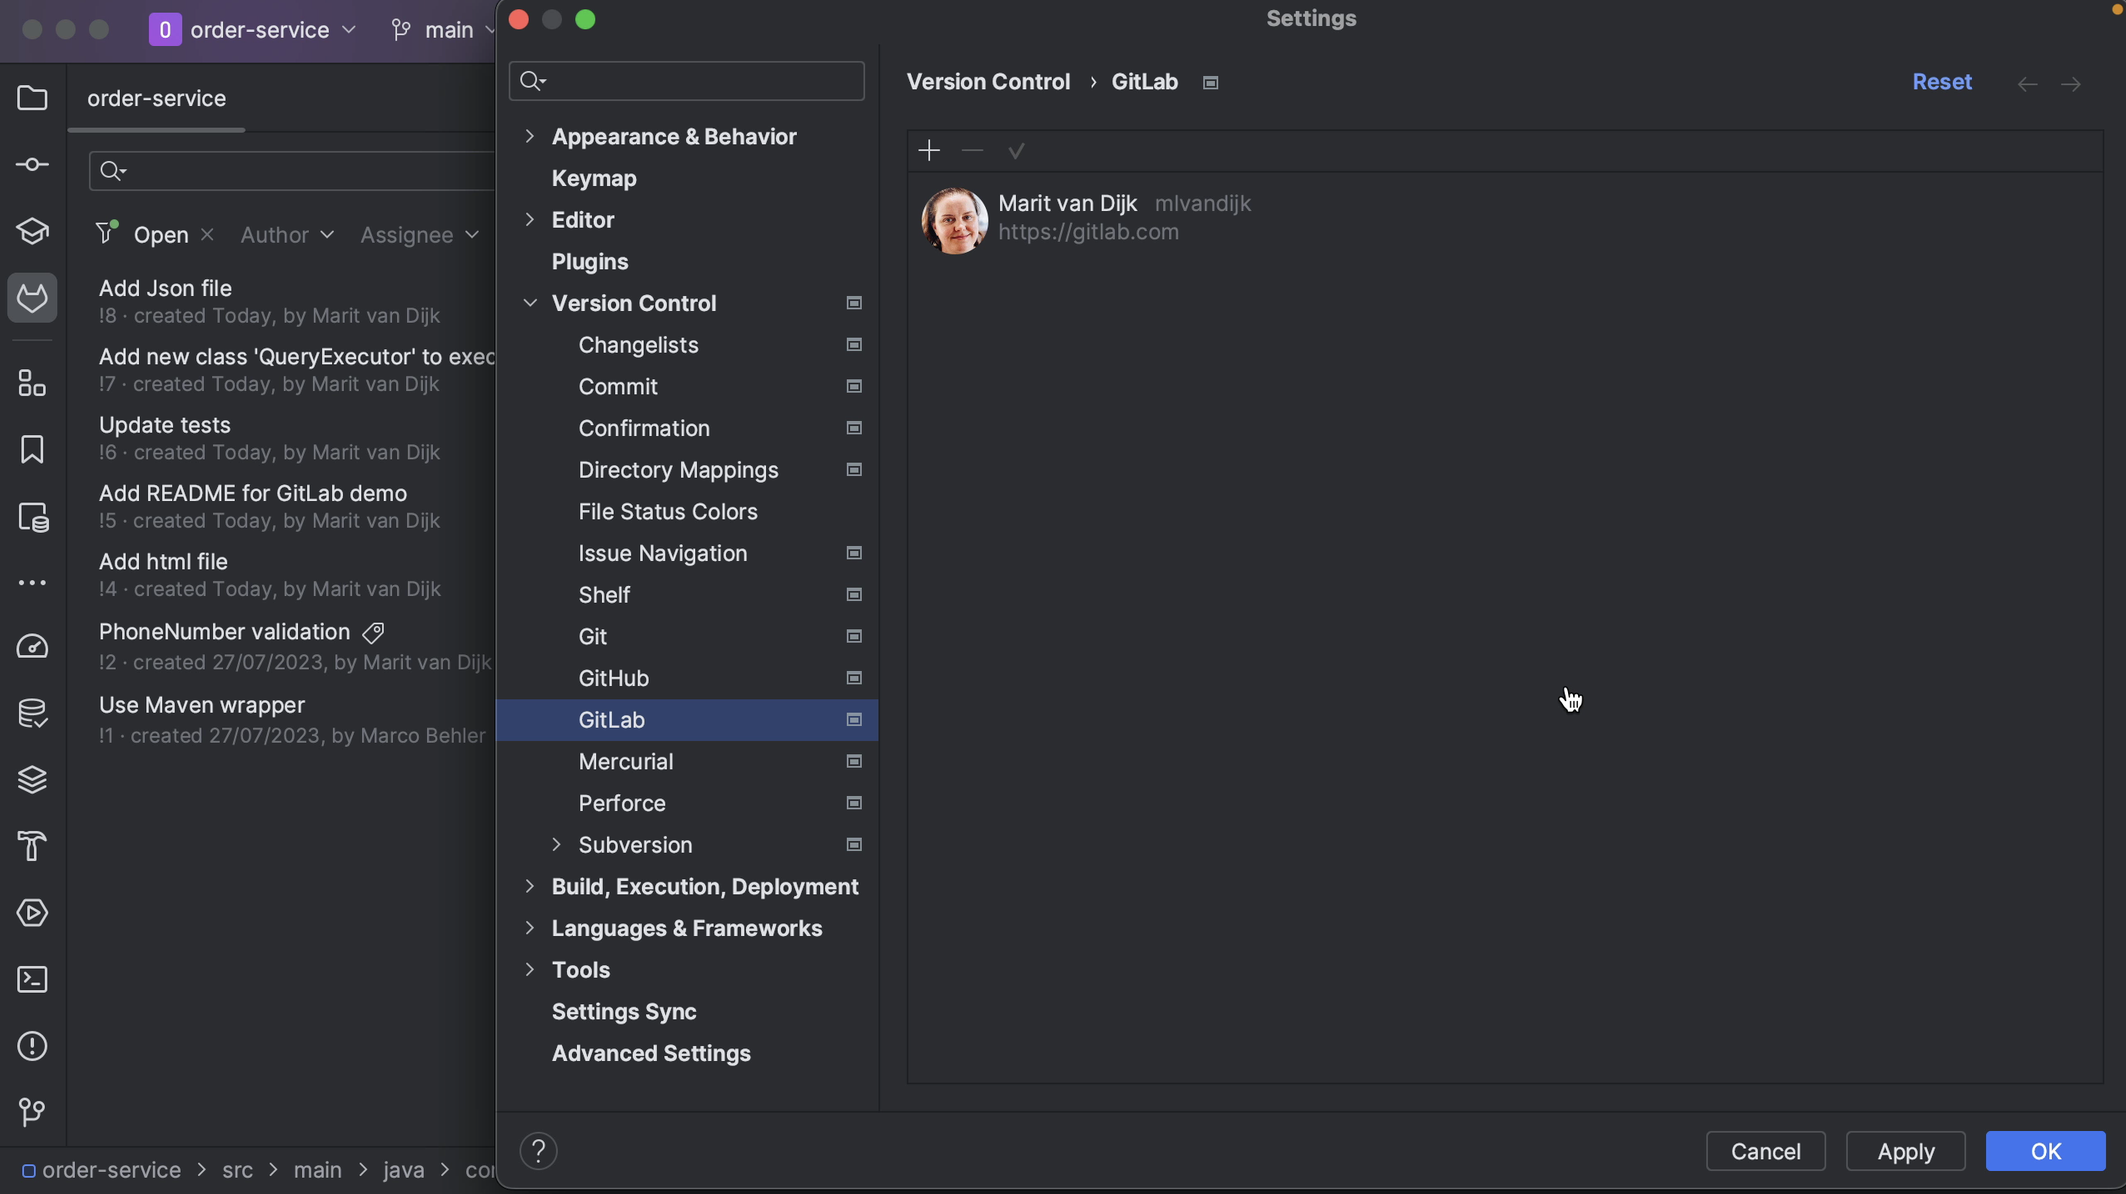 0 order-service main
Settings
order-service
Open Author Assignee
Add Json file
!8 · created Today, by Marit van Dijk
Add new class 'QueryExecutor' to exec
!7 · created Today, by Marit van Dijk
Update tests
!6 · created Today, by Marit van Dijk
Add README for GitLab demo
!5 · created Today, by Marit van Dijk
Add html file
!4 · created Today, by Marit van Dijk
PhoneNumber validation
!2 · created 27/07/2023, by Marit van Dijk
Use Maven wrapper
!1 · created 27/07/2023, by Marco Behler
order-service > src > main > java > co
Appearance & Behavior
Keymap
Editor
Plugins
Version Control
Changelists
Commit
Confirmation
Directory Mappings
File Status Colors
Issue Navigation
Shelf
Git
GitHub
GitLab
Mercurial
Perforce
Subversion
Build, Execution, Deployment
Languages & Frameworks
Tools
Settings Sync
Advanced Settings
Version Control › GitLab
Reset
Marit van Dijk mlvandijk
https://gitlab.com
?
Cancel Apply OK